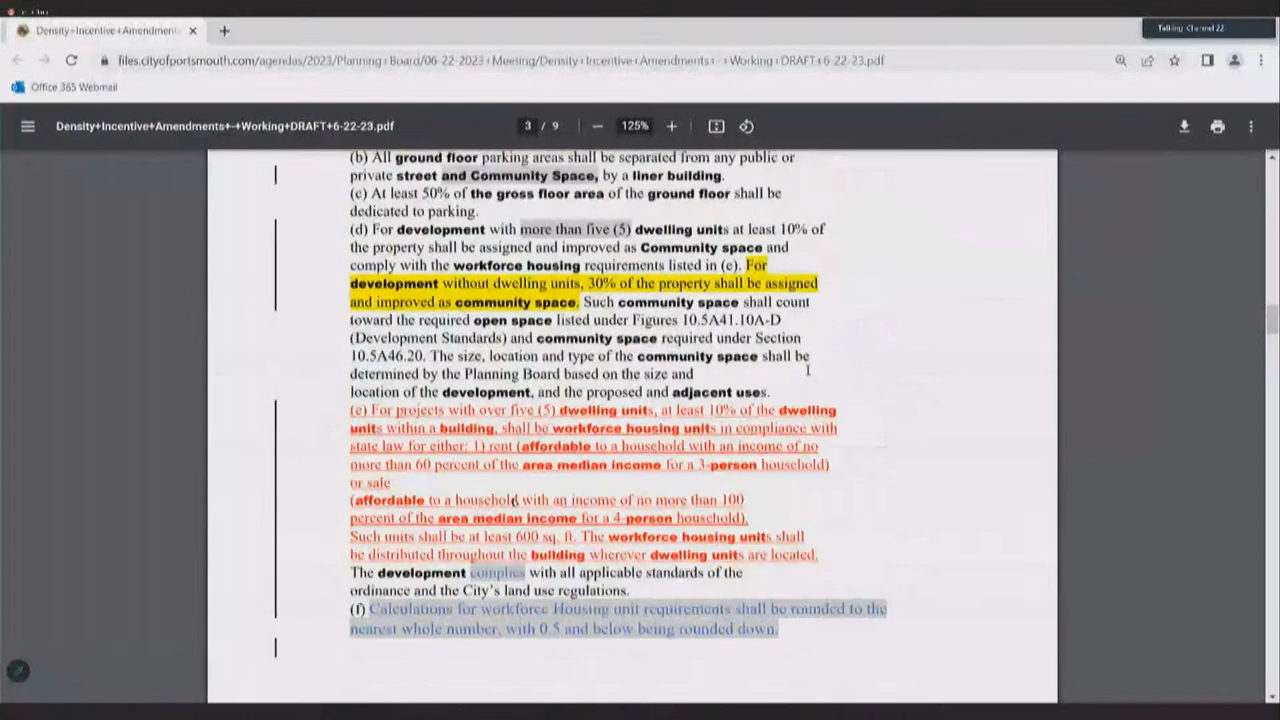 Density+Incentive+Amendment
Talking: Channel 22
files.cityofportsmouth.com/agendas/2023/Planning+Board/06-22-2023+Meeting/Density+Incentive+Amendments+-+Working+DRAFT+6-22-23.pdf
Office 365 Webmail
Density+Incentive+Amendments+-+Working+DRAFT+6-22-23.pdf
3 / 9
125%
(b) All ground floor parking areas shall be separated from any public or
private street and Community Space, by a liner building.
(c) At least 50% of the gross floor area of the ground floor shall be
dedicated to parking.
(d) For development with more than five (5) dwelling units at least 10% of
the property shall be assigned and improved as Community space and
comply with the workforce housing requirements listed in (e). For
development without dwelling units, 30% of the property shall be assigned
and improved as community space. Such community space shall count
toward the required open space listed under Figures 10.5A41.10A-D
(Development Standards) and community space required under Section
10.5A46.20. The size, location and type of the community space shall be
determined by the Planning Board based on the size and
location of the development, and the proposed and adjacent uses.
(e) For projects with over five (5) dwelling units, at least 10% of the dwelling
units within a building, shall be workforce housing units in compliance with
state law for either: 1) rent (affordable to a household with an income of no
more than 60 percent of the area median income for a 3-person household)
or sale
(affordable to a household with an income of no more than 100
percent of the area median income for a 4-person household).
Such units shall be at least 600 sq. ft. The workforce housing units shall
be distributed throughout the building wherever dwelling units are located.
The development complies with all applicable standards of the
ordinance and the City's land use regulations.
(f) Calculations for workforce Housing unit requirements shall be rounded to the
nearest whole number, with 0.5 and below being rounded down.